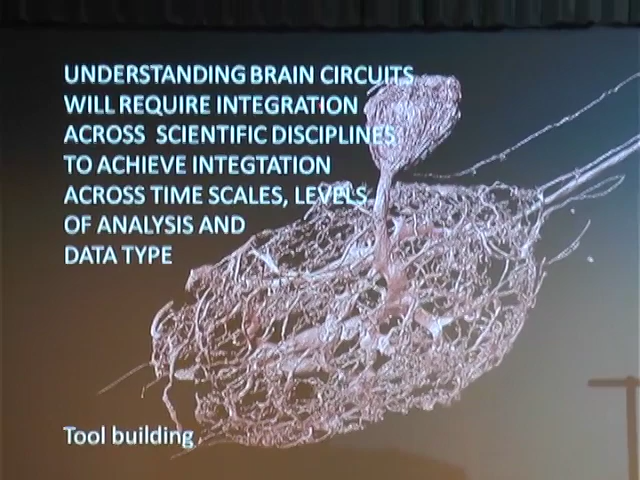 UNDERSTANDING BRAIN CIRCUITS
WILL REQUIRE INTEGRATION
ACROSS SCIENTIFIC DISCIPLINES
TO ACHIEVE INTEGTATION
ACROSS TIME SCALES, LEVELS
OF ANALYSIS AND
DATA TYPE
Tool building